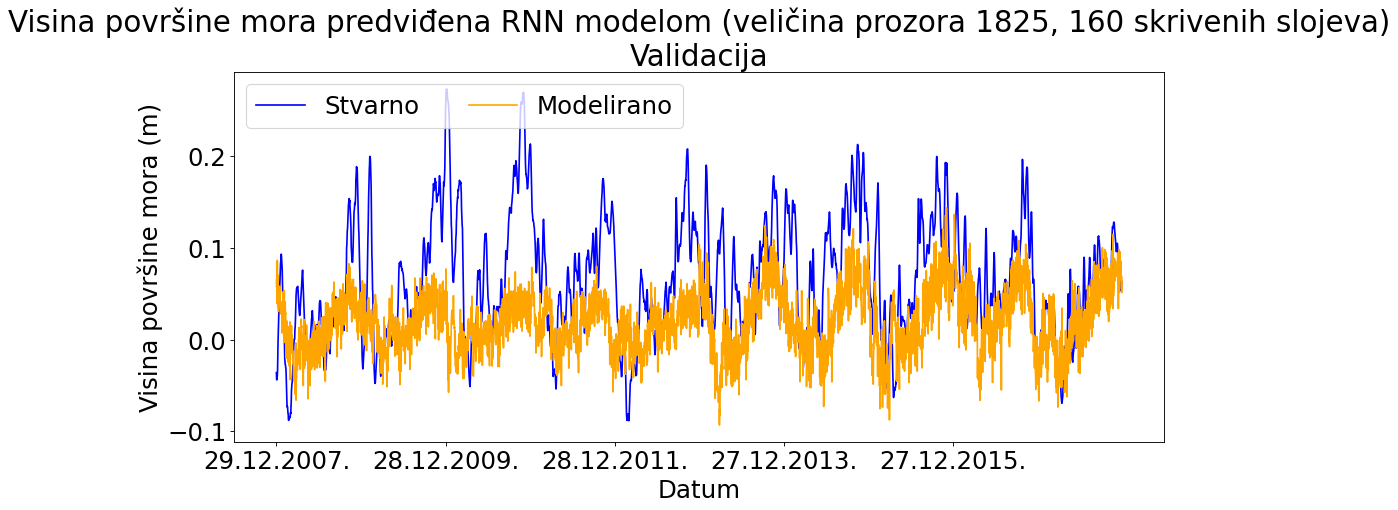 Visina površine mora predviđena RNN modelom (veličina prozora 1825, 160 skrivenih slojeva)
Validacija
Stvarno
Modelirano
Visina površine mora (m)
0.2
0.1
0.0
−0.1
29.12.2007.
28.12.2009.
28.12.2011.
27.12.2013.
27.12.2015.
Datum